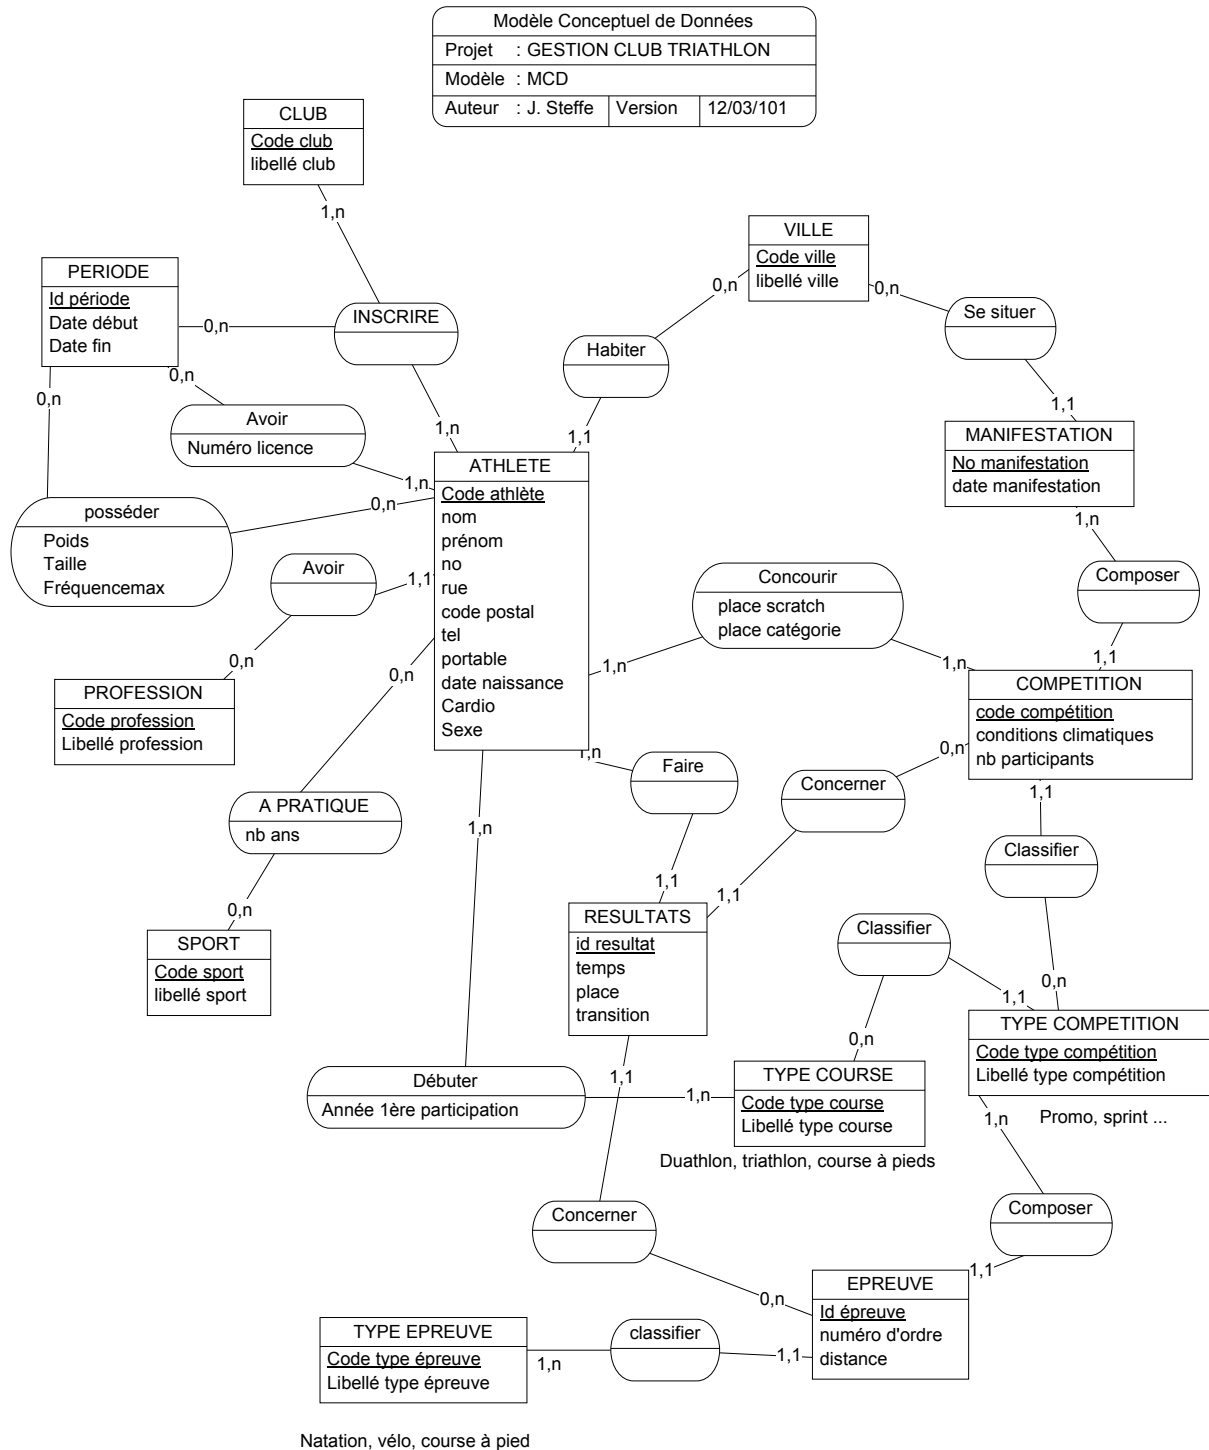 Modèle Conceptuel de Données
Projet : GESTION CLUB TRIATHLON
Modèle : MCD
Auteur : J. Steffe Version 12/03/101
CLUB
Code club
libellé club
1,n
VILLE
Code ville
libellé ville
0,n
0,n
PERIODE
Id période
Date début
Date fin
0,n
INSCRIRE
Se situer
Habiter
0,n
0,n
1,1
1,n
1,1
Avoir
Numéro licence
1,n
MANIFESTATION
No manifestation
date manifestation
1,n
ATHLETE
Code athlète
nom
prénom
no
rue
code postal
tel
portable
date naissance
Cardio
Sexe
posséder
Poids
Taille
Fréquencemax
0,n
Avoir
1,1
0,n
Concourir
place scratch
place catégorie
1,n
1,n
Composer
1,1
PROFESSION
Code profession
Libellé profession
0,n
COMPETITION
code compétition
conditions climatiques
nb participants
1,n
Faire
0,n
Concerner
1,1
A PRATIQUE
nb ans
1,n
Classifier
1,1
1,1
0,n
SPORT
Code sport
libellé sport
RESULTATS
id resultat
temps
place
transition
Classifier
0,n
1,1
0,n
TYPE COMPETITION
Code type compétition
Libellé type compétition
Promo, sprint ...
Débuter
Année 1ère participation
1,1
1,n
TYPE COURSE
Code type course
Libellé type course
Duathlon, triathlon, course à pieds
1,n
Concerner
Composer
1,1
0,n
EPREUVE
Id épreuve
numéro d'ordre
distance
TYPE EPREUVE
Code type épreuve
Libellé type épreuve
1,n
classifier
1,1
Natation, vélo, course à pied